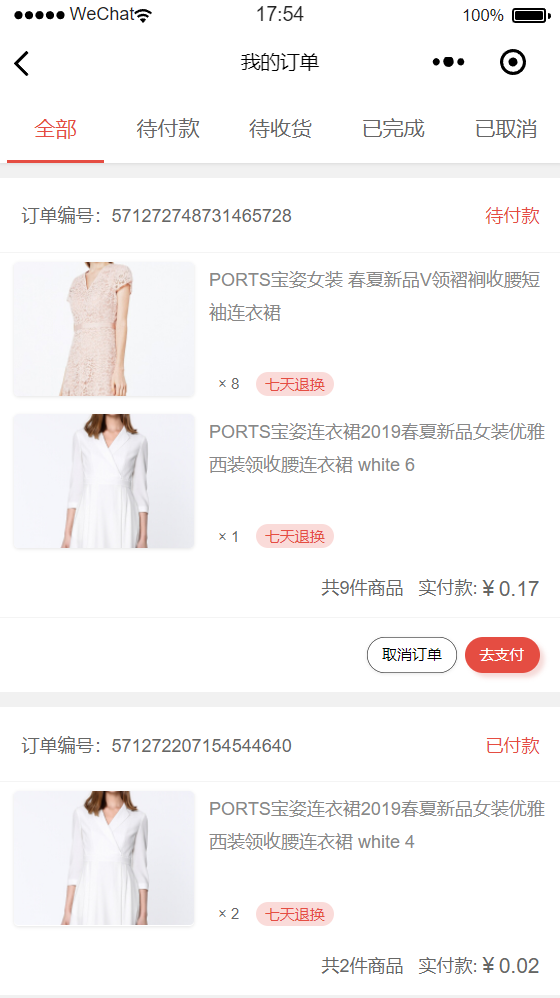 WeChat 17:54 100%
我的订单
全部 待付款 待收货 已完成 已取消
订单编号：571272748731465728 待付款
PORTS宝姿女装 春夏新品V领褶裥收腰短
袖连衣裙
× 8 七天退换
PORTS宝姿连衣裙2019春夏新品女装优雅
西装领收腰连衣裙 white 6
× 1 七天退换
共9件商品 实付款:¥ 0.17
取消订单 去支付
订单编号：571272207154544640 已付款
PORTS宝姿连衣裙2019春夏新品女装优雅
西装领收腰连衣裙 white 4
× 2 七天退换
共2件商品 实付款:¥ 0.02